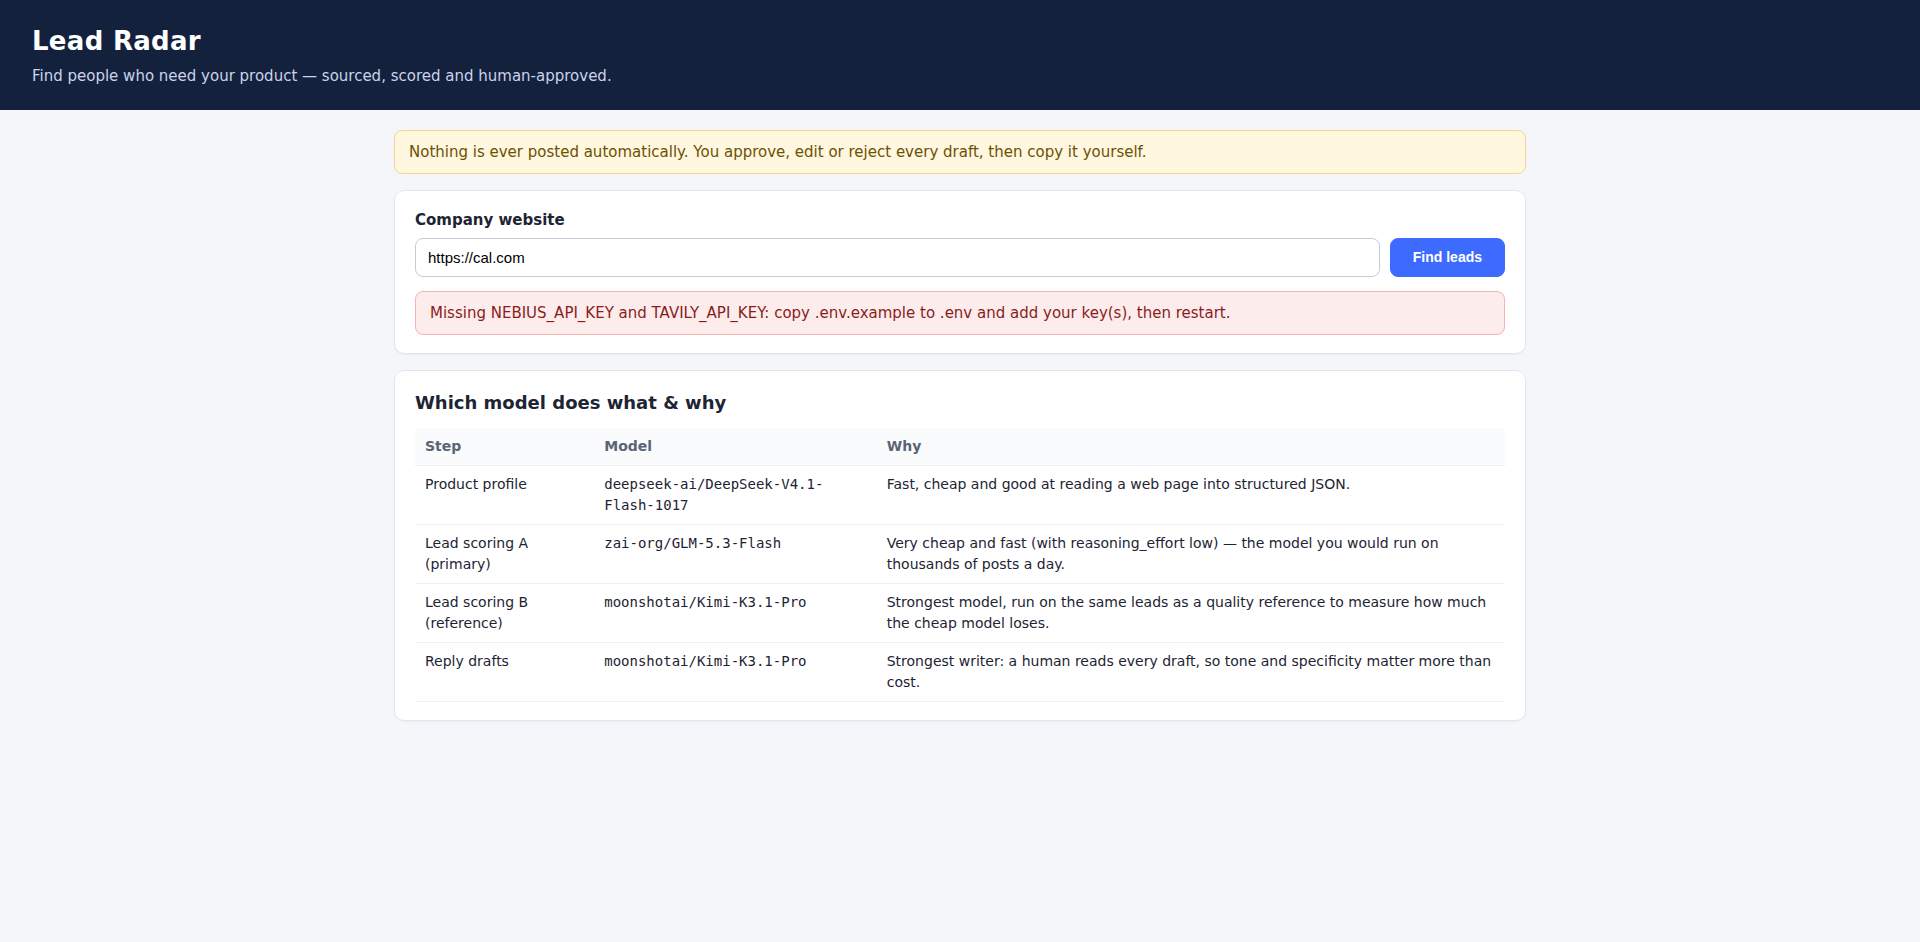 Lead Radar
Find people who need your product — sourced, scored and human-approved.
Nothing is ever posted automatically. You approve, edit or reject every draft, then copy it yourself.
Company website
https://cal.com
Find leads
Missing NEBIUS_API_KEY and TAVILY_API_KEY: copy .env.example to .env and add your key(s), then restart.
Which model does what & why
Step Model Why
Product profile deepseek-ai/DeepSeek-V4.1- Fast, cheap and good at reading a web page into structured JSON.
Flash-1017
Lead scoring A zai-org/GLM-5.3-Flash Very cheap and fast (with reasoning_effort low) — the model you would run on
(primary) thousands of posts a day.
Lead scoring B moonshotai/Kimi-K3.1-Pro Strongest model, run on the same leads as a quality reference to measure how much
(reference) the cheap model loses.
Reply drafts moonshotai/Kimi-K3.1-Pro Strongest writer: a human reads every draft, so tone and specificity matter more than
cost.